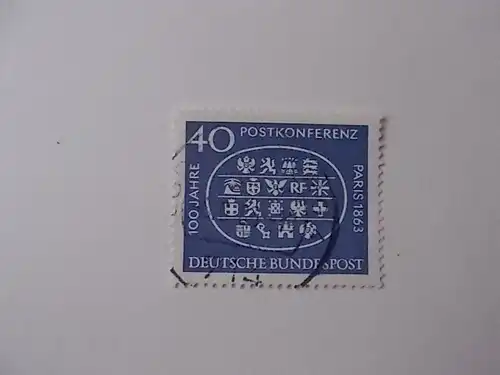 40 POSTKONFERENZ
100 JAHRE
PARIS 1863
RF
DEUTSCHE BUNDESPOST